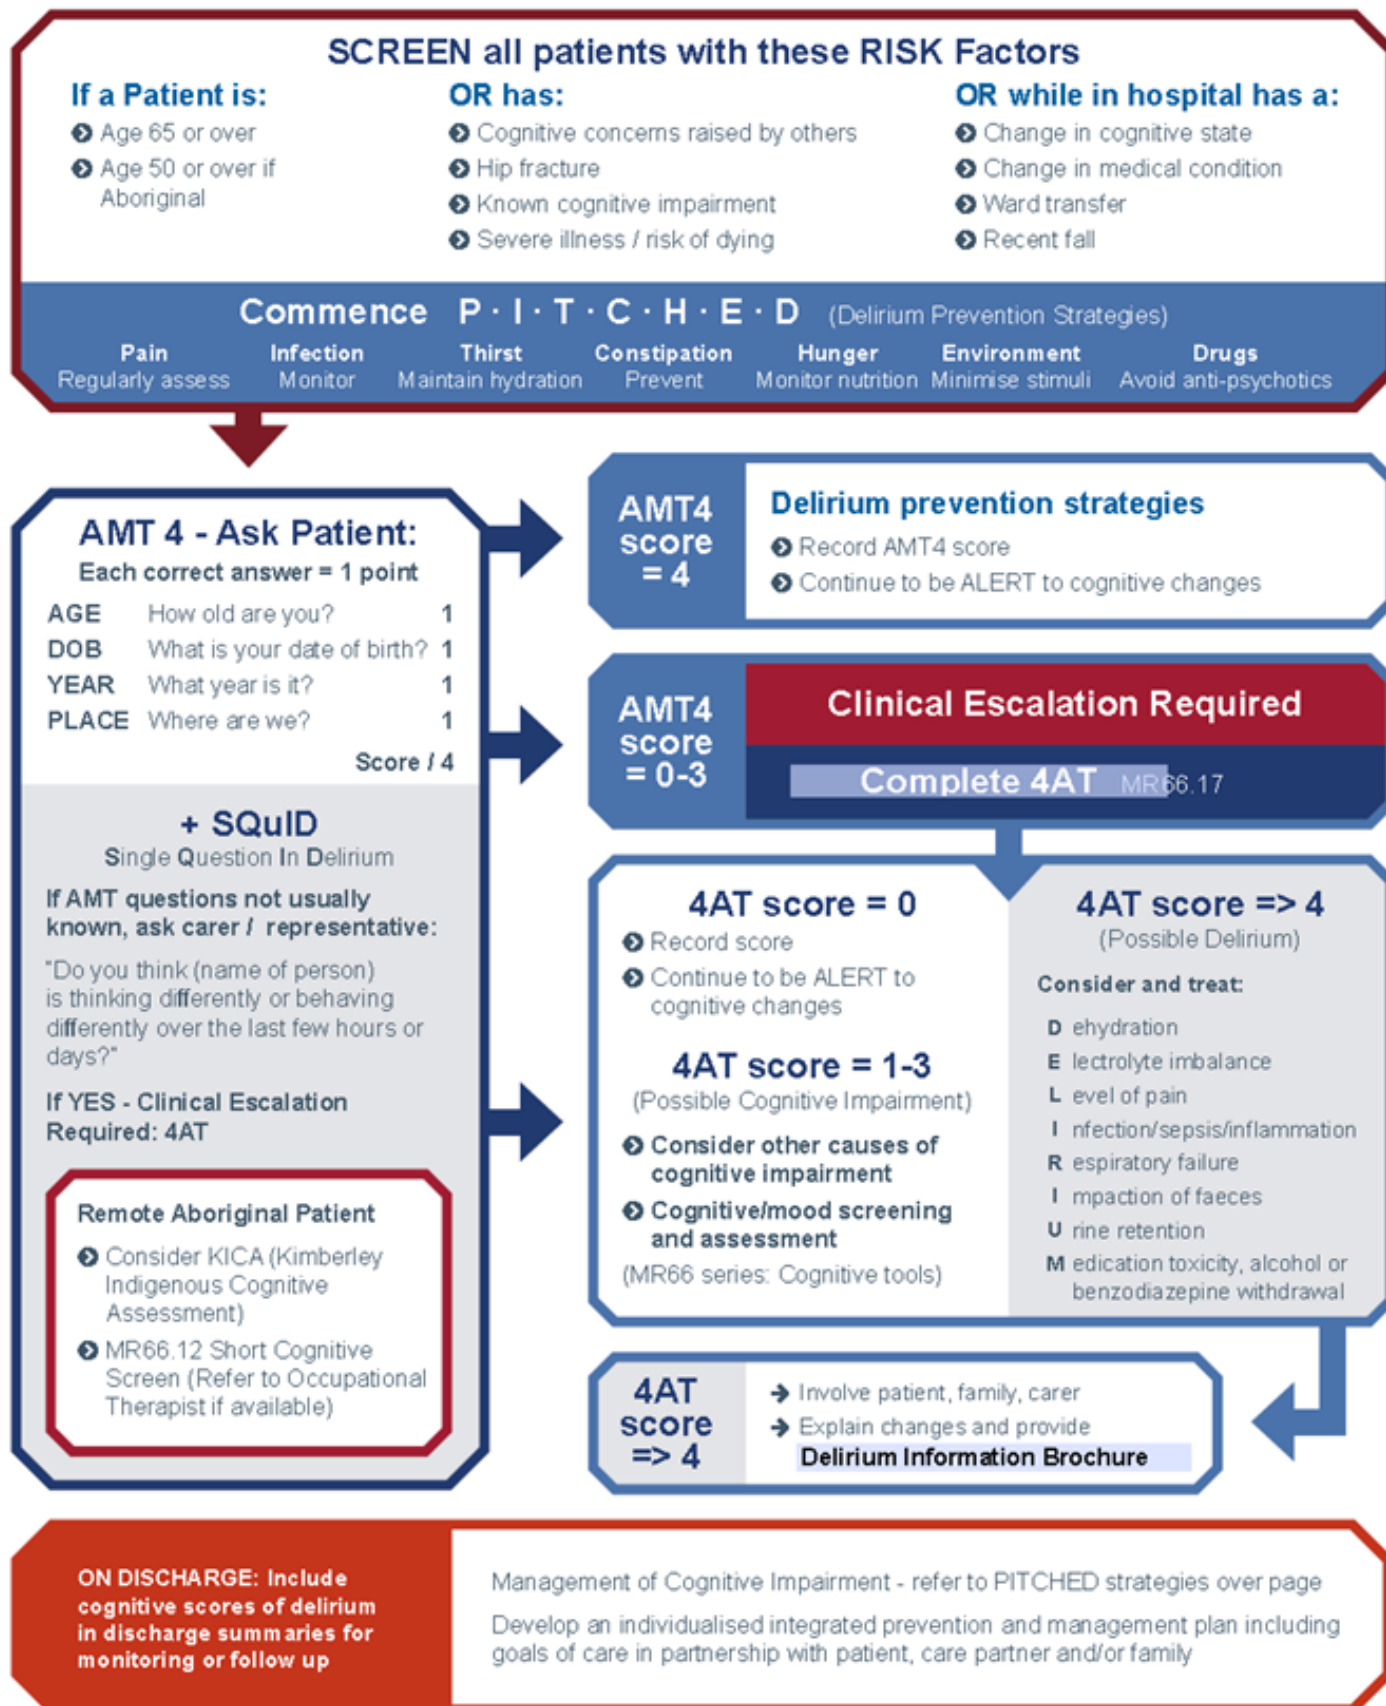 SCREEN all patients with these RISK Factors
If a Patient is:
Age 65 or over
Age 50 or over if
Aboriginal
OR has:
Cognitive concerns raised by others
Hip fracture
Known cognitive impairment
Severe illness / risk of dying
OR while in hospital has a:
Change in cognitive state
Change in medical condition
Ward transfer
Recent fall
Commence P · I · T · C · H · E · D (Delirium Prevention Strategies)
Pain
Regularly assess
Infection
Monitor
Thirst
Maintain hydration
Constipation
Prevent
Hunger
Monitor nutrition
Environment
Minimise stimuli
Drugs
Avoid anti-psychotics
AMT 4 - Ask Patient:
Each correct answer = 1 point
AGE How old are you? 1
DOB What is your date of birth? 1
YEAR What year is it? 1
PLACE Where are we? 1
Score / 4
+ SQuID
Single Question In Delirium
If AMT questions not usually
known, ask carer / representative:
"Do you think (name of person)
is thinking differently or behaving
differently over the last few hours or
days?"
If YES - Clinical Escalation
Required: 4AT
Remote Aboriginal Patient
Consider KICA (Kimberley
Indigenous Cognitive
Assessment)
MR66.12 Short Cognitive
Screen (Refer to Occupational
Therapist if available)
AMT4
score
= 4
Delirium prevention strategies
Record AMT4 score
Continue to be ALERT to cognitive changes
AMT4
score
= 0-3
Clinical Escalation Required
Complete 4AT MR66.17
4AT score = 0
Record score
Continue to be ALERT to
cognitive changes
4AT score = 1-3
(Possible Cognitive Impairment)
Consider other causes of
cognitive impairment
Cognitive/mood screening
and assessment
(MR66 series: Cognitive tools)
4AT score => 4
(Possible Delirium)
Consider and treat:
D ehydration
E lectrolyte imbalance
L evel of pain
I nfection/sepsis/inflammation
R espiratory failure
I mpaction of faeces
U rine retention
M edication toxicity, alcohol or
benzodiazepine withdrawal
4AT
score
=> 4
Involve patient, family, carer
Explain changes and provide
Delirium Information Brochure
ON DISCHARGE: Include
cognitive scores of delirium
in discharge summaries for
monitoring or follow up
Management of Cognitive Impairment - refer to PITCHED strategies over page
Develop an individualised integrated prevention and management plan including
goals of care in partnership with patient, care partner and/or family